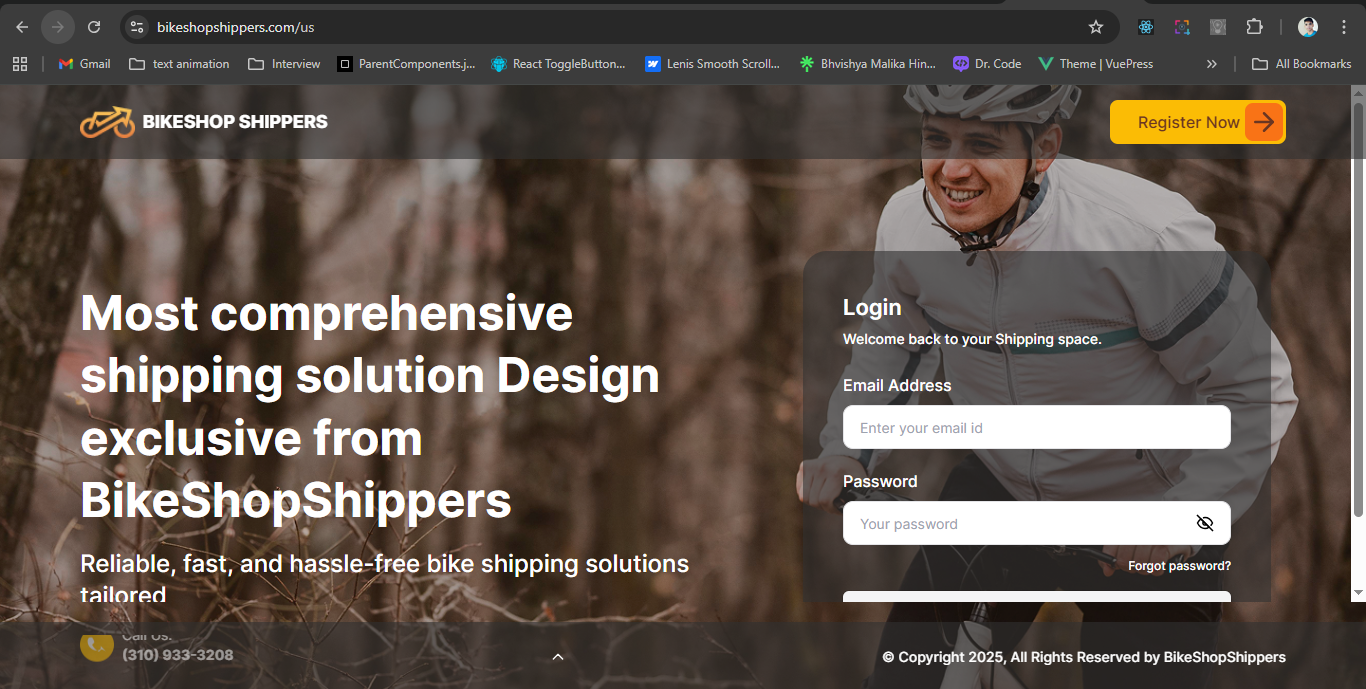 bikeshopshippers.com/us
Gmail
text animation
Interview
ParentComponents.j...
React ToggleButton...
Lenis Smooth Scroll...
Bhvishya Malika Hin...
Dr. Code
Theme | VuePress
»
All Bookmarks
BIKESHOP SHIPPERS
Register Now
Most comprehensive
shipping solution Design
exclusive from
BikeShopShippers
Reliable, fast, and hassle-free bike shipping solutions
tailored
Login
Welcome back to your Shipping space.
Email Address
Enter your email id
Password
Your password
Forgot password?
Call Us:
(310) 933-3208
© Copyright 2025, All Rights Reserved by BikeShopShippers